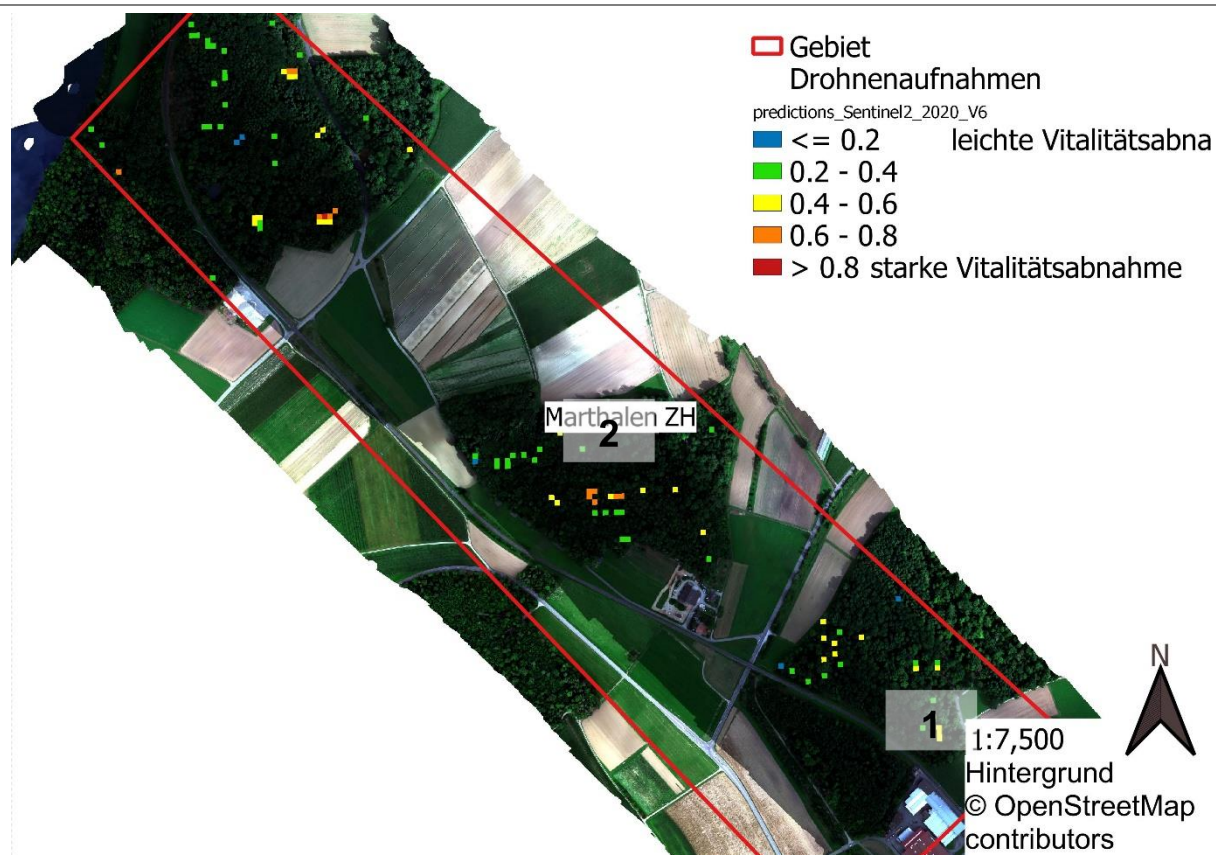 Gebiet
Drohnenaufnahmen
predictions_Sentinel2_2020_V6
<= 0.2 leichte Vitalitätsabna
0.2 - 0.4
0.4 - 0.6
0.6 - 0.8
> 0.8 starke Vitalitätsabnahme
Marthalen ZH
2
1
N
1:7,500
Hintergrund
© OpenStreetMap
contributors